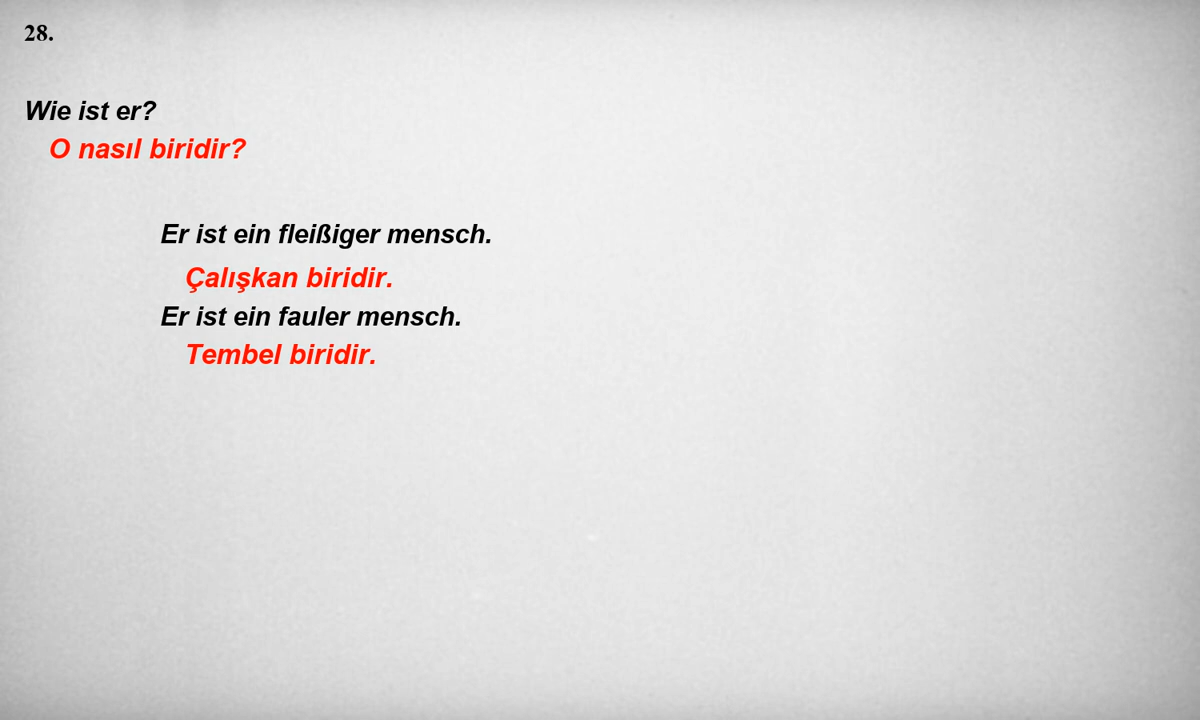 28.
Wie ist er?
O nasıl biridir?
Er ist ein fleißiger mensch.
Çalışkan biridir.
Er ist ein fauler mensch.
Tembel biridir.